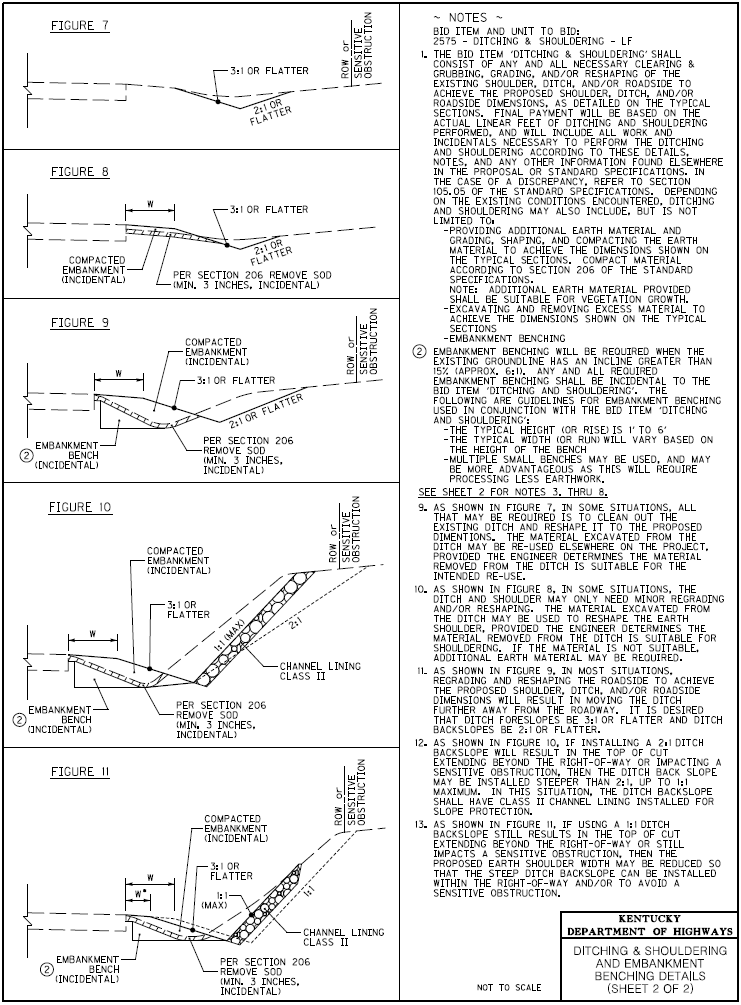 FIGURE 7
3:1 OR FLATTER
2:1 OR
FLATTER
ROW or
SENSITIVE
OBSTRUCTION
FIGURE 8
W
3:1 OR FLATTER
2:1 OR
FLATTER
COMPACTED
EMBANKMENT
(INCIDENTAL)
PER SECTION 206 REMOVE SOD
(MIN. 3 INCHES, INCIDENTAL)
FIGURE 9
COMPACTED
EMBANKMENT
(INCIDENTAL)
W
3:1 OR FLATTER
2:1 OR FLATTER
ROW or
SENSITIVE
OBSTRUCTION
2 EMBANKMENT
BENCH
(INCIDENTAL)
PER SECTION 206
REMOVE SOD
(MIN. 3 INCHES,
INCIDENTAL)
FIGURE 10
COMPACTED
EMBANKMENT
(INCIDENTAL)
3:1 OR
FLATTER
W
1:1 (MAX)
2:1
ROW or
SENSITIVE
OBSTRUCTION
CHANNEL LINING
CLASS II
2 EMBANKMENT
BENCH
(INCIDENTAL)
PER SECTION 206
REMOVE SOD
(MIN. 3 INCHES,
INCIDENTAL)
FIGURE 11
COMPACTED
EMBANKMENT
(INCIDENTAL)
3:1 OR
FLATTER
W
W*
1:1
(MAX)
1:1
ROW or
SENSITIVE
OBSTRUCTION
CHANNEL LINING
CLASS II
2 EMBANKMENT
BENCH
(INCIDENTAL)
PER SECTION 206
REMOVE SOD
(MIN. 3 INCHES,
INCIDENTAL)
~ NOTES ~
BID ITEM AND UNIT TO BID:
2575 - DITCHING & SHOULDERING - LF
1. THE BID ITEM 'DITCHING & SHOULDERING' SHALL
CONSIST OF ANY AND ALL NECESSARY CLEARING &
GRUBBING, GRADING, AND/OR RESHAPING OF THE
EXISTING SHOULDER, DITCH, AND/OR ROADSIDE TO
ACHIEVE THE PROPOSED SHOULDER, DITCH, AND/OR
ROADSIDE DIMENSIONS, AS DETAILED ON THE TYPICAL
SECTIONS. FINAL PAYMENT WILL BE BASED ON THE
ACTUAL LINEAR FEET OF DITCHING AND SHOULDERING
PERFORMED, AND WILL INCLUDE ALL WORK AND
INCIDENTALS NECESSARY TO PERFORM THE DITCHING
AND SHOULDERING ACCORDING TO THESE DETAILS,
NOTES, AND ANY OTHER INFORMATION FOUND ELSEWHERE
IN THE PROPOSAL OR STANDARD SPECIFICATIONS. IN
THE CASE OF A DISCREPANCY, REFER TO SECTION
105.05 OF THE STANDARD SPECIFICATIONS. DEPENDING
ON THE EXISTING CONDITIONS ENCOUNTERED, DITCHING
AND SHOULDERING MAY ALSO INCLUDE, BUT IS NOT
LIMITED TO:
-PROVIDING ADDITIONAL EARTH MATERIAL AND
GRADING, SHAPING, AND COMPACTING THE EARTH
MATERIAL TO ACHIEVE THE DIMENSIONS SHOWN ON
THE TYPICAL SECTIONS. COMPACT MATERIAL
ACCORDING TO SECTION 206 OF THE STANDARD
SPECIFICATIONS.
NOTE: ADDITIONAL EARTH MATERIAL PROVIDED
SHALL BE SUITABLE FOR VEGETATION GROWTH.
-EXCAVATING AND REMOVING EXCESS MATERIAL TO
ACHIEVE THE DIMENSIONS SHOWN ON THE TYPICAL
SECTIONS
-EMBANKMENT BENCHING
2 EMBANKMENT BENCHING WILL BE REQUIRED WHEN THE
EXISTING GROUNDLINE HAS AN INCLINE GREATER THAN
15% (APPROX. 6:1). ANY AND ALL REQUIRED
EMBANKMENT BENCHING SHALL BE INCIDENTAL TO THE
BID ITEM 'DITCHING AND SHOULDERING'. THE
FOLLOWING ARE GUIDELINES FOR EMBANKMENT BENCHING
USED IN CONJUNCTION WITH THE BID ITEM 'DITCHING
AND SHOULDERING':
-THE TYPICAL HEIGHT (OR RISE) IS 1' TO 6'
-THE TYPICAL WIDTH (OR RUN) WILL VARY BASED ON
THE HEIGHT OF THE BENCH
-MULTIPLE SMALL BENCHES MAY BE USED, AND MAY
BE MORE ADVANTAGEOUS AS THIS WILL REQUIRE
PROCESSING LESS EARTHWORK.
SEE SHEET 2 FOR NOTES 3. THRU 8.
9. AS SHOWN IN FIGURE 7, IN SOME SITUATIONS, ALL
THAT MAY BE REQUIRED IS TO CLEAN OUT THE
EXISTING DITCH AND RESHAPE IT TO THE PROPOSED
DIMENTIONS. THE MATERIAL EXCAVATED FROM THE
DITCH MAY BE RE-USED ELSEWHERE ON THE PROJECT,
PROVIDED THE ENGINEER DETERMINES THE MATERIAL
REMOVED FROM THE DITCH IS SUITABLE FOR THE
INTENDED RE-USE.
10. AS SHOWN IN FIGURE 8, IN SOME SITUATIONS, THE
DITCH AND SHOULDER MAY ONLY NEED MINOR REGRADING
AND/OR RESHAPING. THE MATERIAL EXCAVATED FROM
THE DITCH MAY BE USED TO RESHAPE THE EARTH
SHOULDER, PROVIDED THE ENGINEER DETERMINES THE
MATERIAL REMOVED FROM THE DITCH IS SUITABLE FOR
SHOULDERING. IF THE MATERIAL IS NOT SUITABLE,
ADDITIONAL EARTH MATERIAL MAY BE REQUIRED.
11. AS SHOWN IN FIGURE 9, IN MOST SITUATIONS,
REGRADING AND RESHAPING THE ROADSIDE TO ACHIEVE
THE PROPOSED SHOULDER, DITCH, AND/OR ROADSIDE
DIMENSIONS WILL RESULT IN MOVING THE DITCH
FURTHER AWAY FROM THE ROADWAY. IT IS DESIRED
THAT DITCH FORESLOPES BE 3:1 OR FLATTER AND DITCH
BACKSLOPES BE 2:1 OR FLATTER.
12. AS SHOWN IN FIGURE 10, IF INSTALLING A 2:1 DITCH
BACKSLOPE WILL RESULT IN THE TOP OF CUT
EXTENDING BEYOND THE RIGHT-OF-WAY OR IMPACTING A
SENSITIVE OBSTRUCTION, THEN THE DITCH BACK SLOPE
MAY BE INSTALLED STEEPER THAN 2:1, UP TO 1:1
MAXIMUM. IN THIS SITUATION, THE DITCH BACKSLOPE
SHALL HAVE CLASS II CHANNEL LINING INSTALLED FOR
SLOPE PROTECTION.
13. AS SHOWN IN FIGURE 11, IF USING A 1:1 DITCH
BACKSLOPE STILL RESULTS IN THE TOP OF CUT
EXTENDING BEYOND THE RIGHT-OF-WAY OR STILL
IMPACTS A SENSITIVE OBSTRUCTION, THEN THE
PROPOSED EARTH SHOULDER WIDTH MAY BE REDUCED SO
THAT THE STEEP DITCH BACKSLOPE CAN BE INSTALLED
WITHIN THE RIGHT-OF-WAY AND/OR TO AVOID A
SENSITIVE OBSTRUCTION.
NOT TO SCALE
KENTUCKY
DEPARTMENT OF HIGHWAYS
DITCHING & SHOULDERING
AND EMBANKMENT
BENCHING DETAILS
(SHEET 2 OF 2)